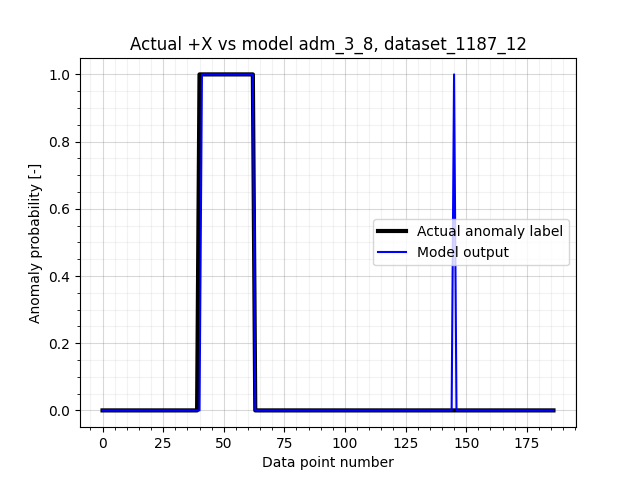 Actual +X vs model adm_3_8, dataset_1187_12
1.0
0.8
0.6
0.4
0.2
0.0
Anomaly probability [-]
Actual anomaly label
Model output
0 25 50 75 100 125 150 175
Data point number